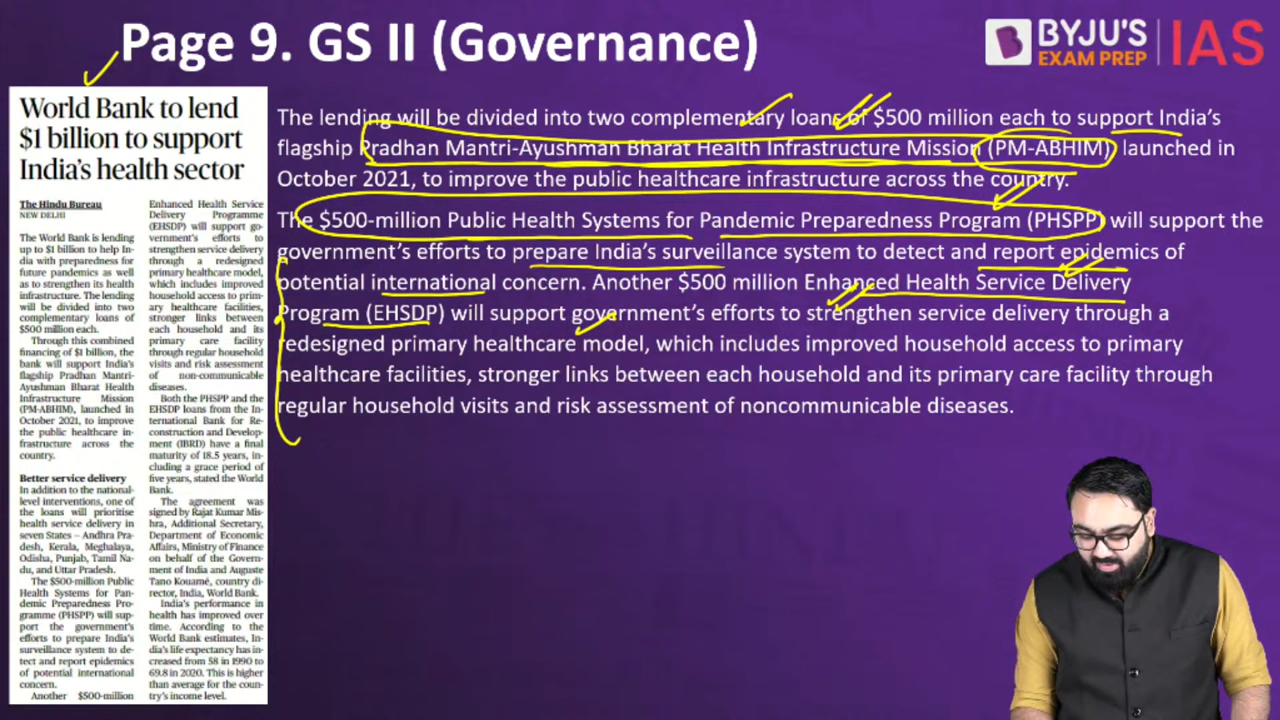 Page 9. GS II (Governance)
BYJU'S
EXAM PREP
IAS
World Bank to lend
$1 billion to support
India's health sector
The Hindu Bureau
NEW DELHI
The World Bank is lending
up to $1 billion to help In-
dia with preparedness for
future pandemics as well
as to strengthen its health
infrastructure. The lending
will be divided into two
complementary loans of
$500 million each.
Through this combined
financing of $1 billion, the
bank will support India's
flagship Pradhan Mantri-
Ayushman Bharat Health
Infrastructure Mission
(PM-ABHIM), launched in
October 2021, to improve
the public healthcare in-
frastructure across the
country.
Better service delivery
In addition to the national-
level interventions, one of
the loans will prioritise
health service delivery in
seven States – Andhra Pra-
desh, Kerala, Meghalaya,
Odisha, Punjab, Tamil Na-
du, and Uttar Pradesh.
The $500-million Public
Health Systems for Pan-
demic Preparedness Pro-
gramme (PHSPP) will sup-
port the government's
efforts to prepare India's
surveillance system to de-
tect and report epidemics
of potential international
concern.
Another $500-million
Enhanced Health Service
Delivery Programme
(EHSDP) will support go-
vernment's efforts to
strengthen service delivery
through a redesigned
primary healthcare model,
which includes improved
household access to prim-
ary healthcare facilities,
stronger links between
each household and its
primary care facility
through regular household
visits and risk assessment
of non-communicable
diseases.
Both the PHSPP and the
EHSDP loans from the In-
ternational Bank for Re-
construction and Develop-
ment (IBRD) have a final
maturity of 18.5 years, in-
cluding a grace period of
five years, stated the World
Bank.
The agreement was
signed by Rajat Kumar Mis-
hra, Additional Secretary,
Department of Economic
Affairs, Ministry of Finance
on behalf of the Govern-
ment of India and Auguste
Tano Kouamé, country di-
rector, India, World Bank.
India's performance in
health has improved over
time. According to the
World Bank estimates, In-
dia's life expectancy has in-
creased from 58 in 1990 to
69.8 in 2020. This is higher
than average for the coun-
try's income level.
The lending will be divided into two complementary loans of $500 million each to support India's
flagship Pradhan Mantri-Ayushman Bharat Health Infrastructure Mission (PM-ABHIM), launched in
October 2021, to improve the public healthcare infrastructure across the country.
The $500-million Public Health Systems for Pandemic Preparedness Program (PHSPP) will support the
government's efforts to prepare India's surveillance system to detect and report epidemics of
potential international concern. Another $500 million Enhanced Health Service Delivery
Program (EHSDP) will support government's efforts to strengthen service delivery through a
redesigned primary healthcare model, which includes improved household access to primary
healthcare facilities, stronger links between each household and its primary care facility through
regular household visits and risk assessment of noncommunicable diseases.